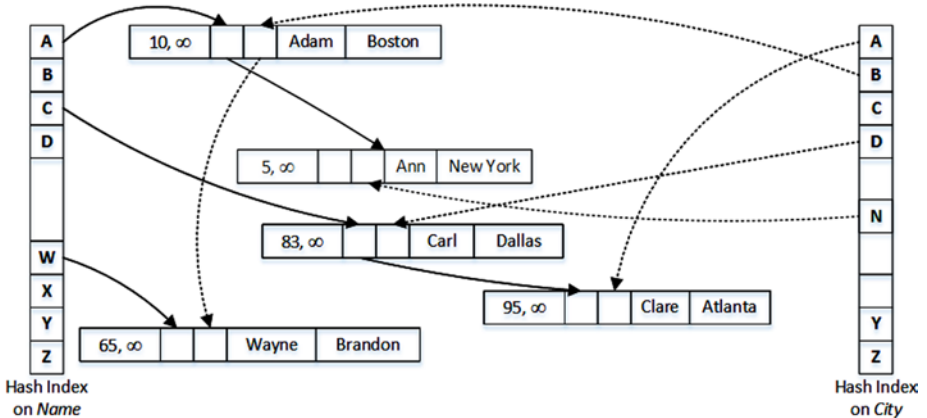 A
B
C
D
W
X
Y
Z
Hash Index
on Name
10, ∞ Adam Boston
5, ∞ Ann New York
83, ∞ Carl Dallas
95, ∞ Clare Atlanta
65, ∞ Wayne Brandon
A
B
C
D
N
Y
Z
Hash Index
on City